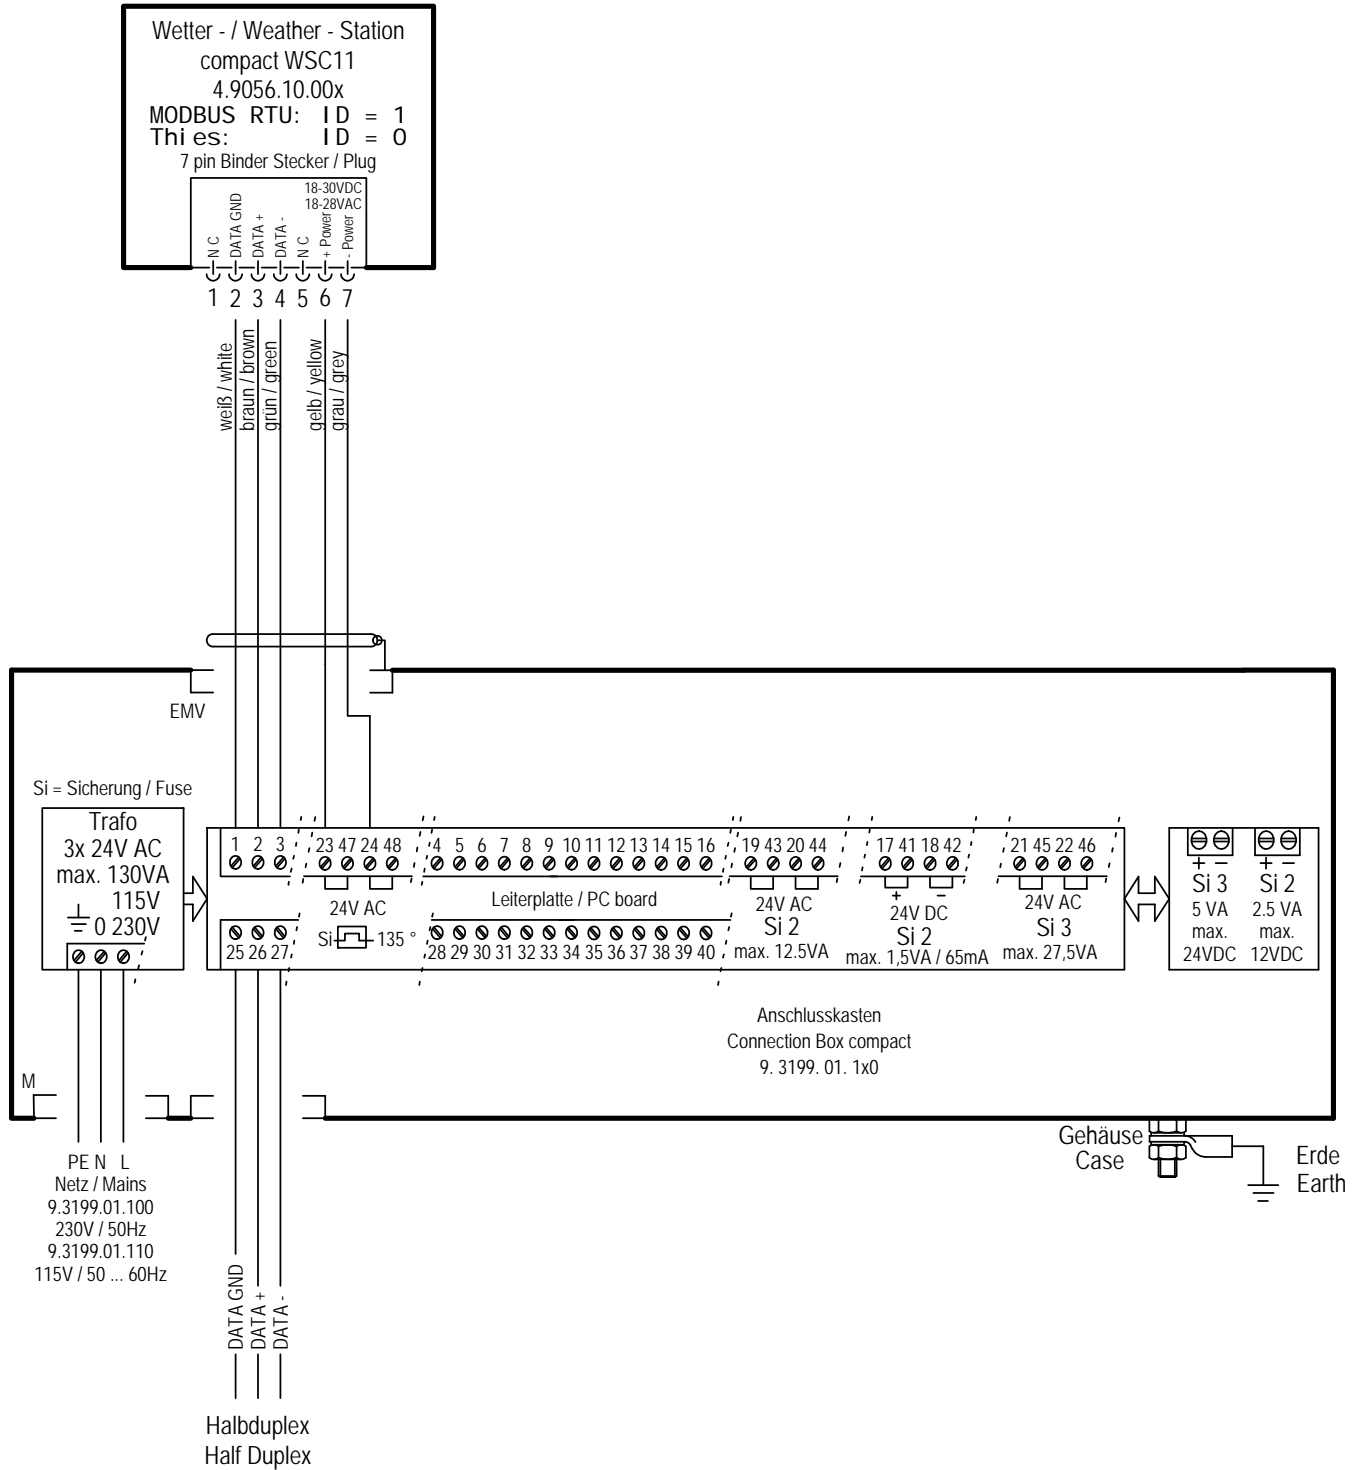 Wetter - / Weather - Station
compact WSC11
4.9056.10.00x
MODBUS RTU: ID = 1
Thies: ID = 0
7 pin Binder Stecker / Plug
18-30VDC
18-28VAC
N C
DATA GND
DATA +
DATA -
N C
+ Power
- Power
1 2 3 4 5 6 7
weiß / white
braun / brown
grün / green
gelb / yellow
grau / grey
EMV
Si = Sicherung / Fuse
Trafo
3x 24V AC
max. 130VA
115V
0 230V
1 2 3 23 47 24 48 4 5 6 7 8 9 10 11 12 13 14 15 16 19 43 20 44 17 41 18 42 21 45 22 46
24V AC
Si 135 °
Leiterplatte / PC board
25 26 27 28 29 30 31 32 33 34 35 36 37 38 39 40
24V AC
Si 2
max. 12.5VA
+ -
24V DC
Si 2
max. 1,5VA / 65mA
24V AC
Si 3
max. 27,5VA
+ -
Si 3
5 VA
max.
24VDC
+ -
Si 2
2.5 VA
max.
12VDC
Anschlusskasten
Connection Box compact
9. 3199. 01. 1x0
M
PE N L
Netz / Mains
9.3199.01.100
230V / 50Hz
9.3199.01.110
115V / 50 ... 60Hz
Gehäuse
Case
Erde
Earth
DATA GND
DATA +
DATA -
Halbduplex
Half Duplex